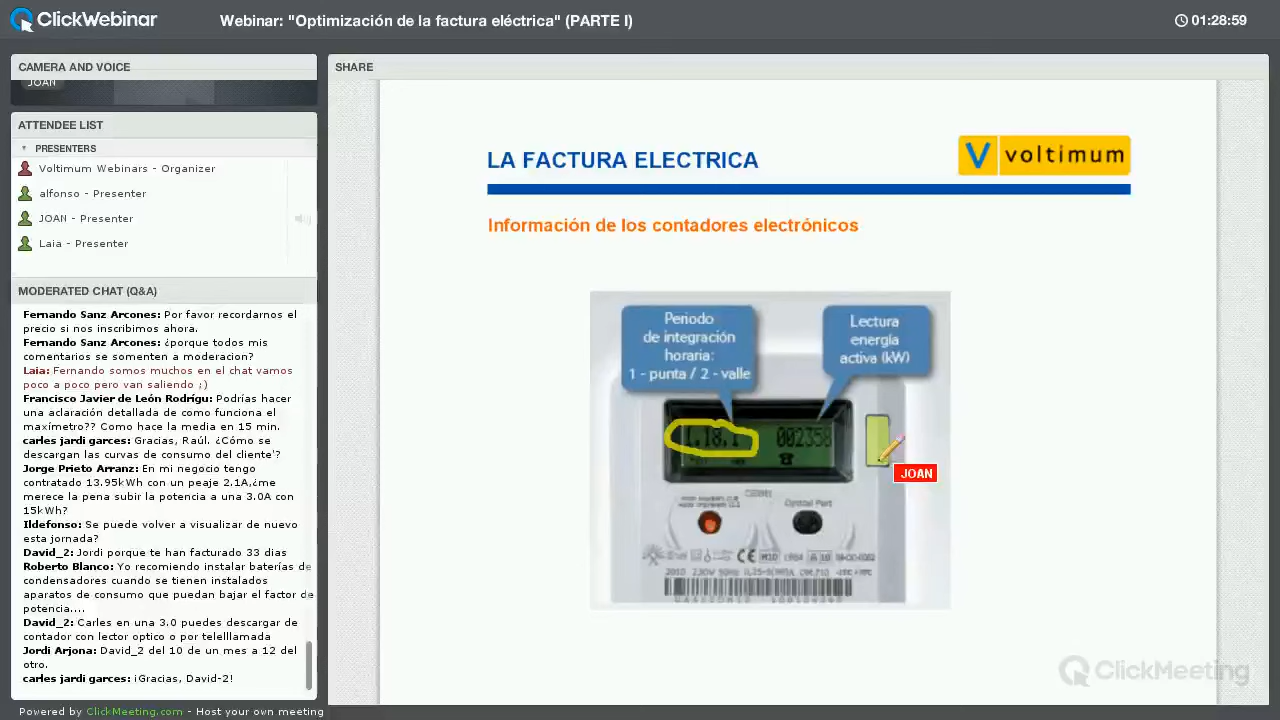 ClickWebinar
Webinar: "Optimización de la factura eléctrica" (PARTE I)
01:28:59
CAMERA AND VOICE
JOAN
ATTENDEE LIST
PRESENTERS
Voltimum Webinars - Organizer
alfonso - Presenter
JOAN - Presenter
Laia - Presenter
MODERATED CHAT (Q&A)
Fernando Sanz Arcones: Por favor recordarnos el
precio si nos inscribimos ahora.
Fernando Sanz Arcones: ¿porque todos mis
comentarios se someten a moderacion?
Laia: Fernando somos muchos en el chat vamos
poco a poco pero van saliendo ;)
Francisco Javier de León Rodrígu: Podrías hacer
una aclaración detallada de como funciona el
maxímetro? Como hace la media en 15 min.
carles jardi garces: Gracias, Raúl. ¿Cómo se
descargan las curvas de consumo del cliente?
Jorge Prieto Arranz: En mi negocio tengo
contratado 13.95kWh con un peaje
merecería pena subir la potencia a una 3.0A con
15kWh?
Ildefonso: Se puede volver a visualizar de nuevo
esta jornada?
David_2: Jordi porque te han facturado 33 dias
Roberto Blanco: Yo recomiendo instalar baterías de
condensadores donde se tienen instalados
aparatos de consumo que puedan bajar el factor de
potencia....
David_2: Carles en una 3.0 puedes descargar de
contador con lector optico o por telelllamada
Jordi Arjona: David_2 del 10 de un mes a 12 del
otro.
carles jardi garces: ¡Gracias, David-2!
Powered by ClickMeeting.com - Host your own meeting
SHARE
LA FACTURA ELECTRICA
voltimum
Información de los contadores electrónicos
Periodo
de integración
horaria:
1 - punta / 2 - valle
Lectura
energía
activa (kW)
1.18.1 002358
JOAN
Optical Port
ClickMeeting